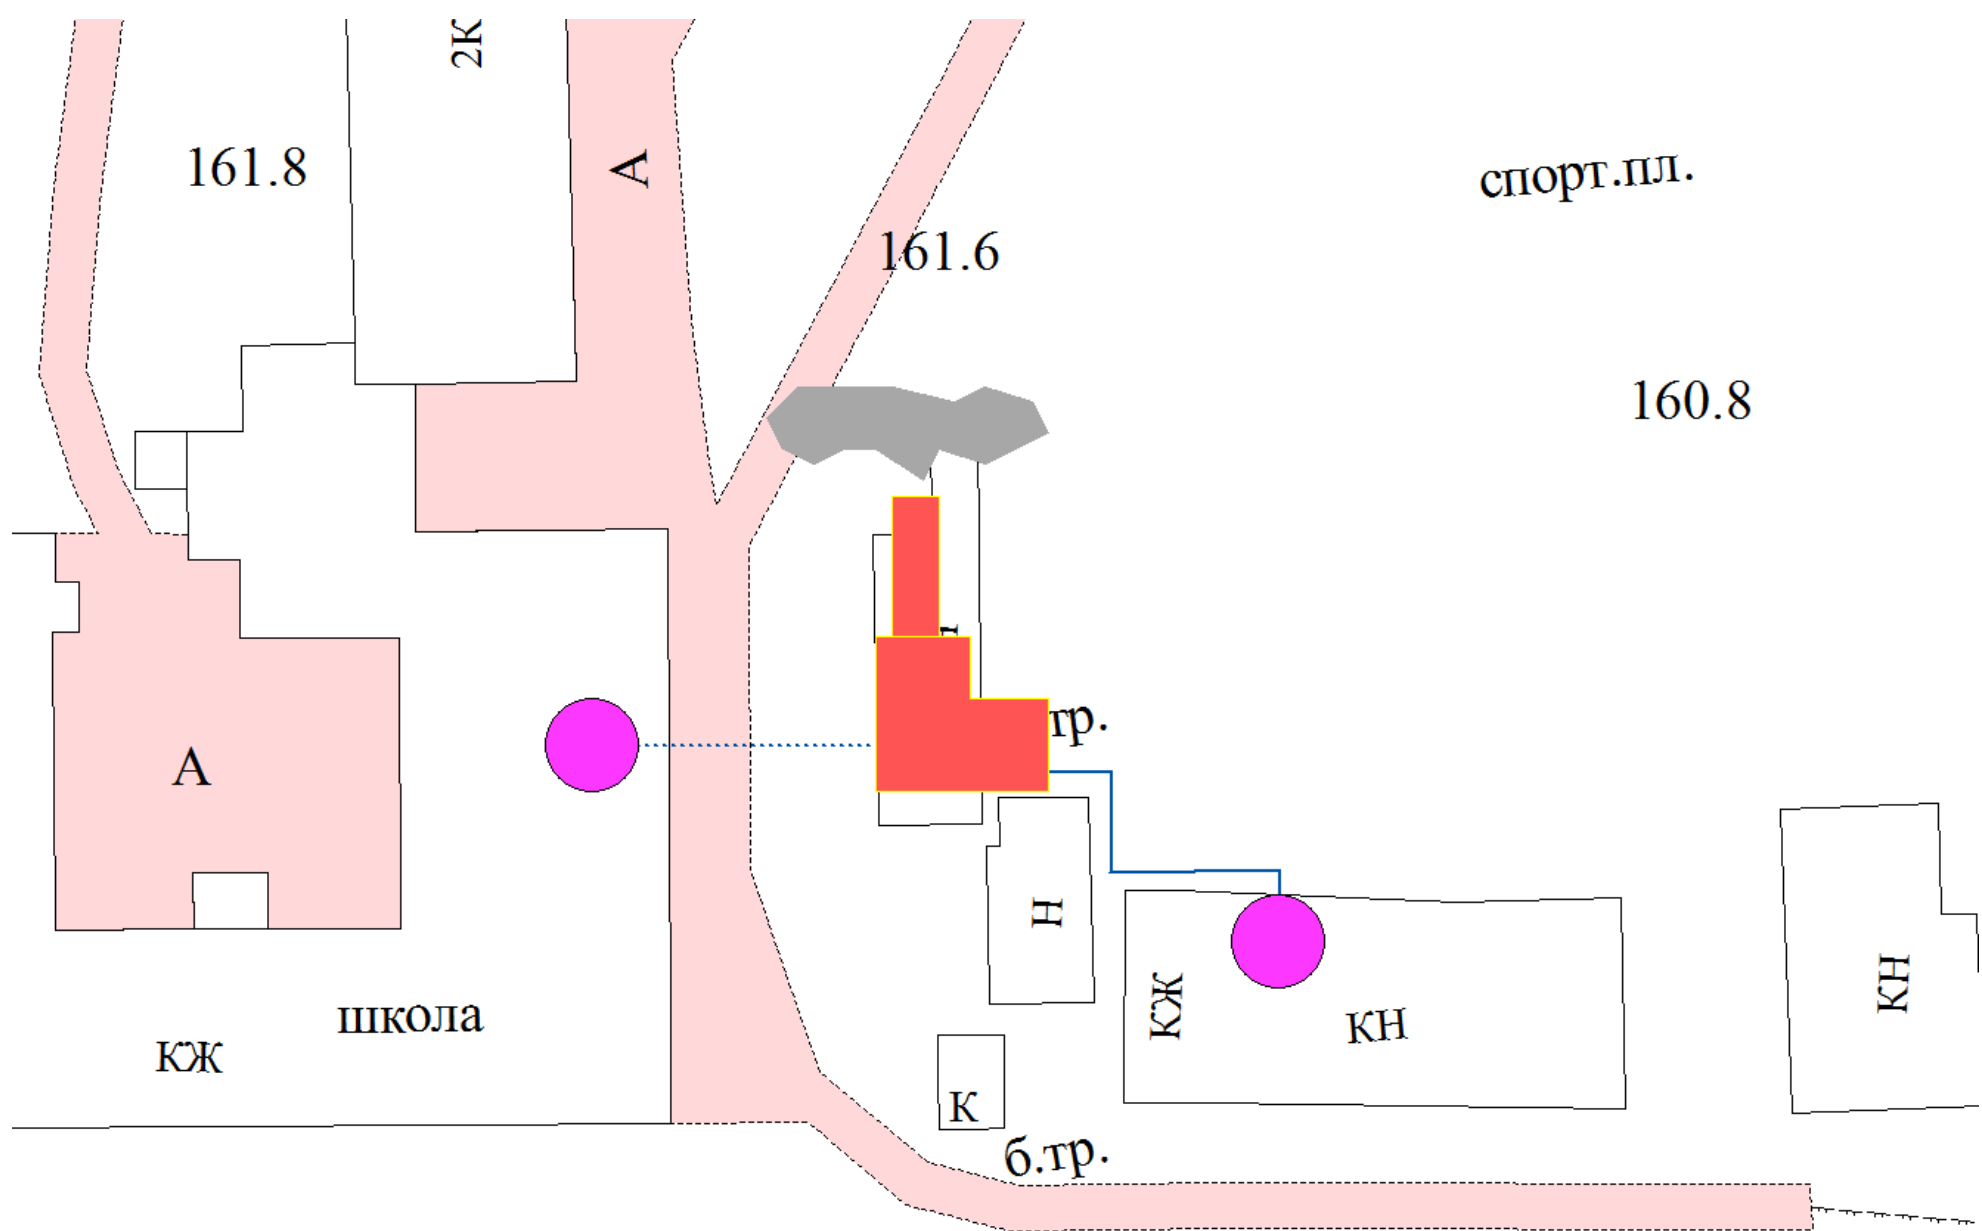 2К
А
161.8
спорт.пл.
161.6
160.8
тр.
А
Н
КЖ
КН
КН
школа
КЖ
К
б.тр.